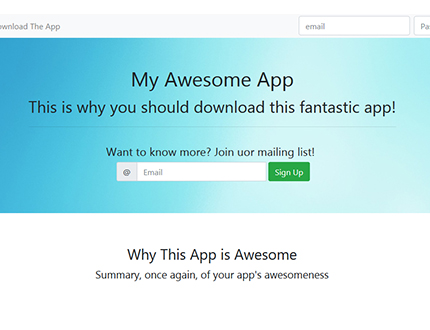 ownload The App email Pa
My Awesome App
This is why you should download this fantastic app!
Want to know more? Join uor mailing list!
@ Email Sign Up
Why This App is Awesome
Summary, once again, of your app's awesomeness